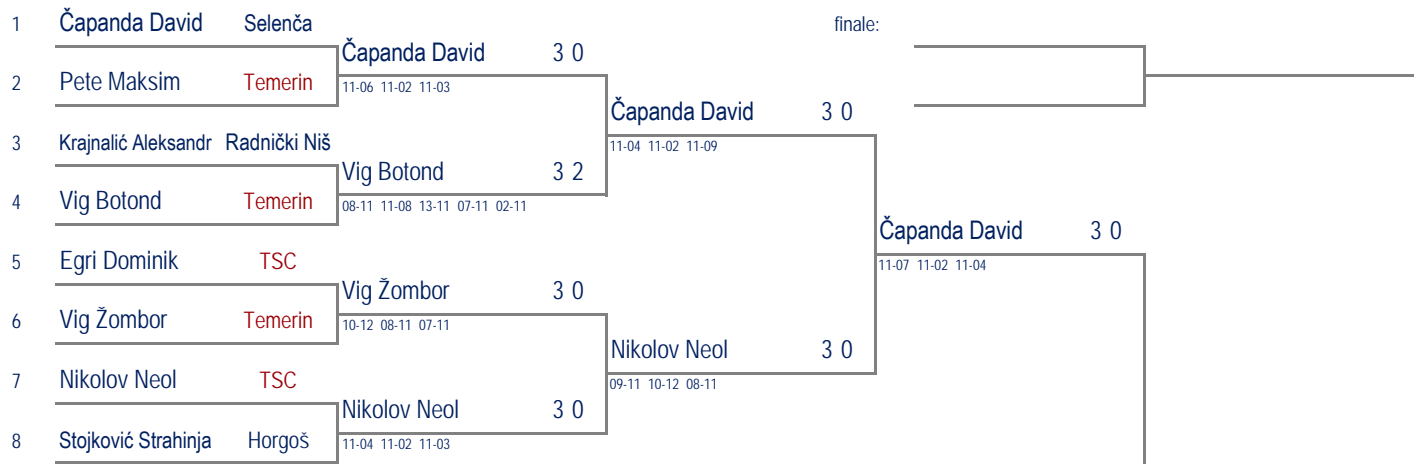 1 Čapanda David Selenča
finale:
Čapanda David 3 0
2 Pete Maksim Temerin
11-06 11-02 11-03
Čapanda David 3 0
3 Krajnalić Aleksandr Radnički Niš
11-04 11-02 11-09
Vig Botond 3 2
4 Vig Botond Temerin
08-11 11-08 13-11 07-11 02-11
Čapanda David 3 0
5 Egri Dominik TSC
11-07 11-02 11-04
Vig Žombor 3 0
6 Vig Žombor Temerin
10-12 08-11 07-11
Nikolov Neol 3 0
7 Nikolov Neol TSC
09-11 10-12 08-11
Nikolov Neol 3 0
8 Stojković Strahinja Horgoš
11-04 11-02 11-03